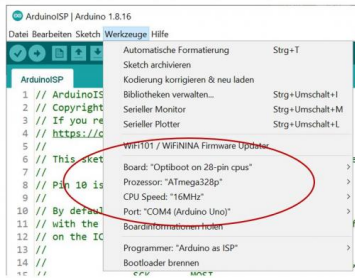 ArduinoISP | Arduino 1.8.16
Datei Bearbeiten Sketch Werkzeuge Hilfe
Automatische Formatierung Strg+T
Sketch archivieren
ArduinoISP
Kodierung korrigieren & neu laden
1 // ArduinoIS
Bibliotheken verwalten... Strg+Umschalt+I
2 // Copyright
Serieller Monitor Strg+Umschalt+M
3 // If you re
Serieller Plotter Strg+Umschalt+L
4 // https://o
5 //
WiFi101 / WiFiNINA Firmware Updater
6 // This sket
Board: "Optiboot on 28-pin cpus"
7 //
Prozessor: "ATmega328p"
8 // Pin 10 is
CPU Speed: "16MHz"
9 //
Port: "COM4 (Arduino Uno)"
10 // By defaul
Boardinformationen holen
11 // with the
12 // on the IC
Programmer: "Arduino as ISP"
13 //
Bootloader brennen
14 //
15 // SCK MOST